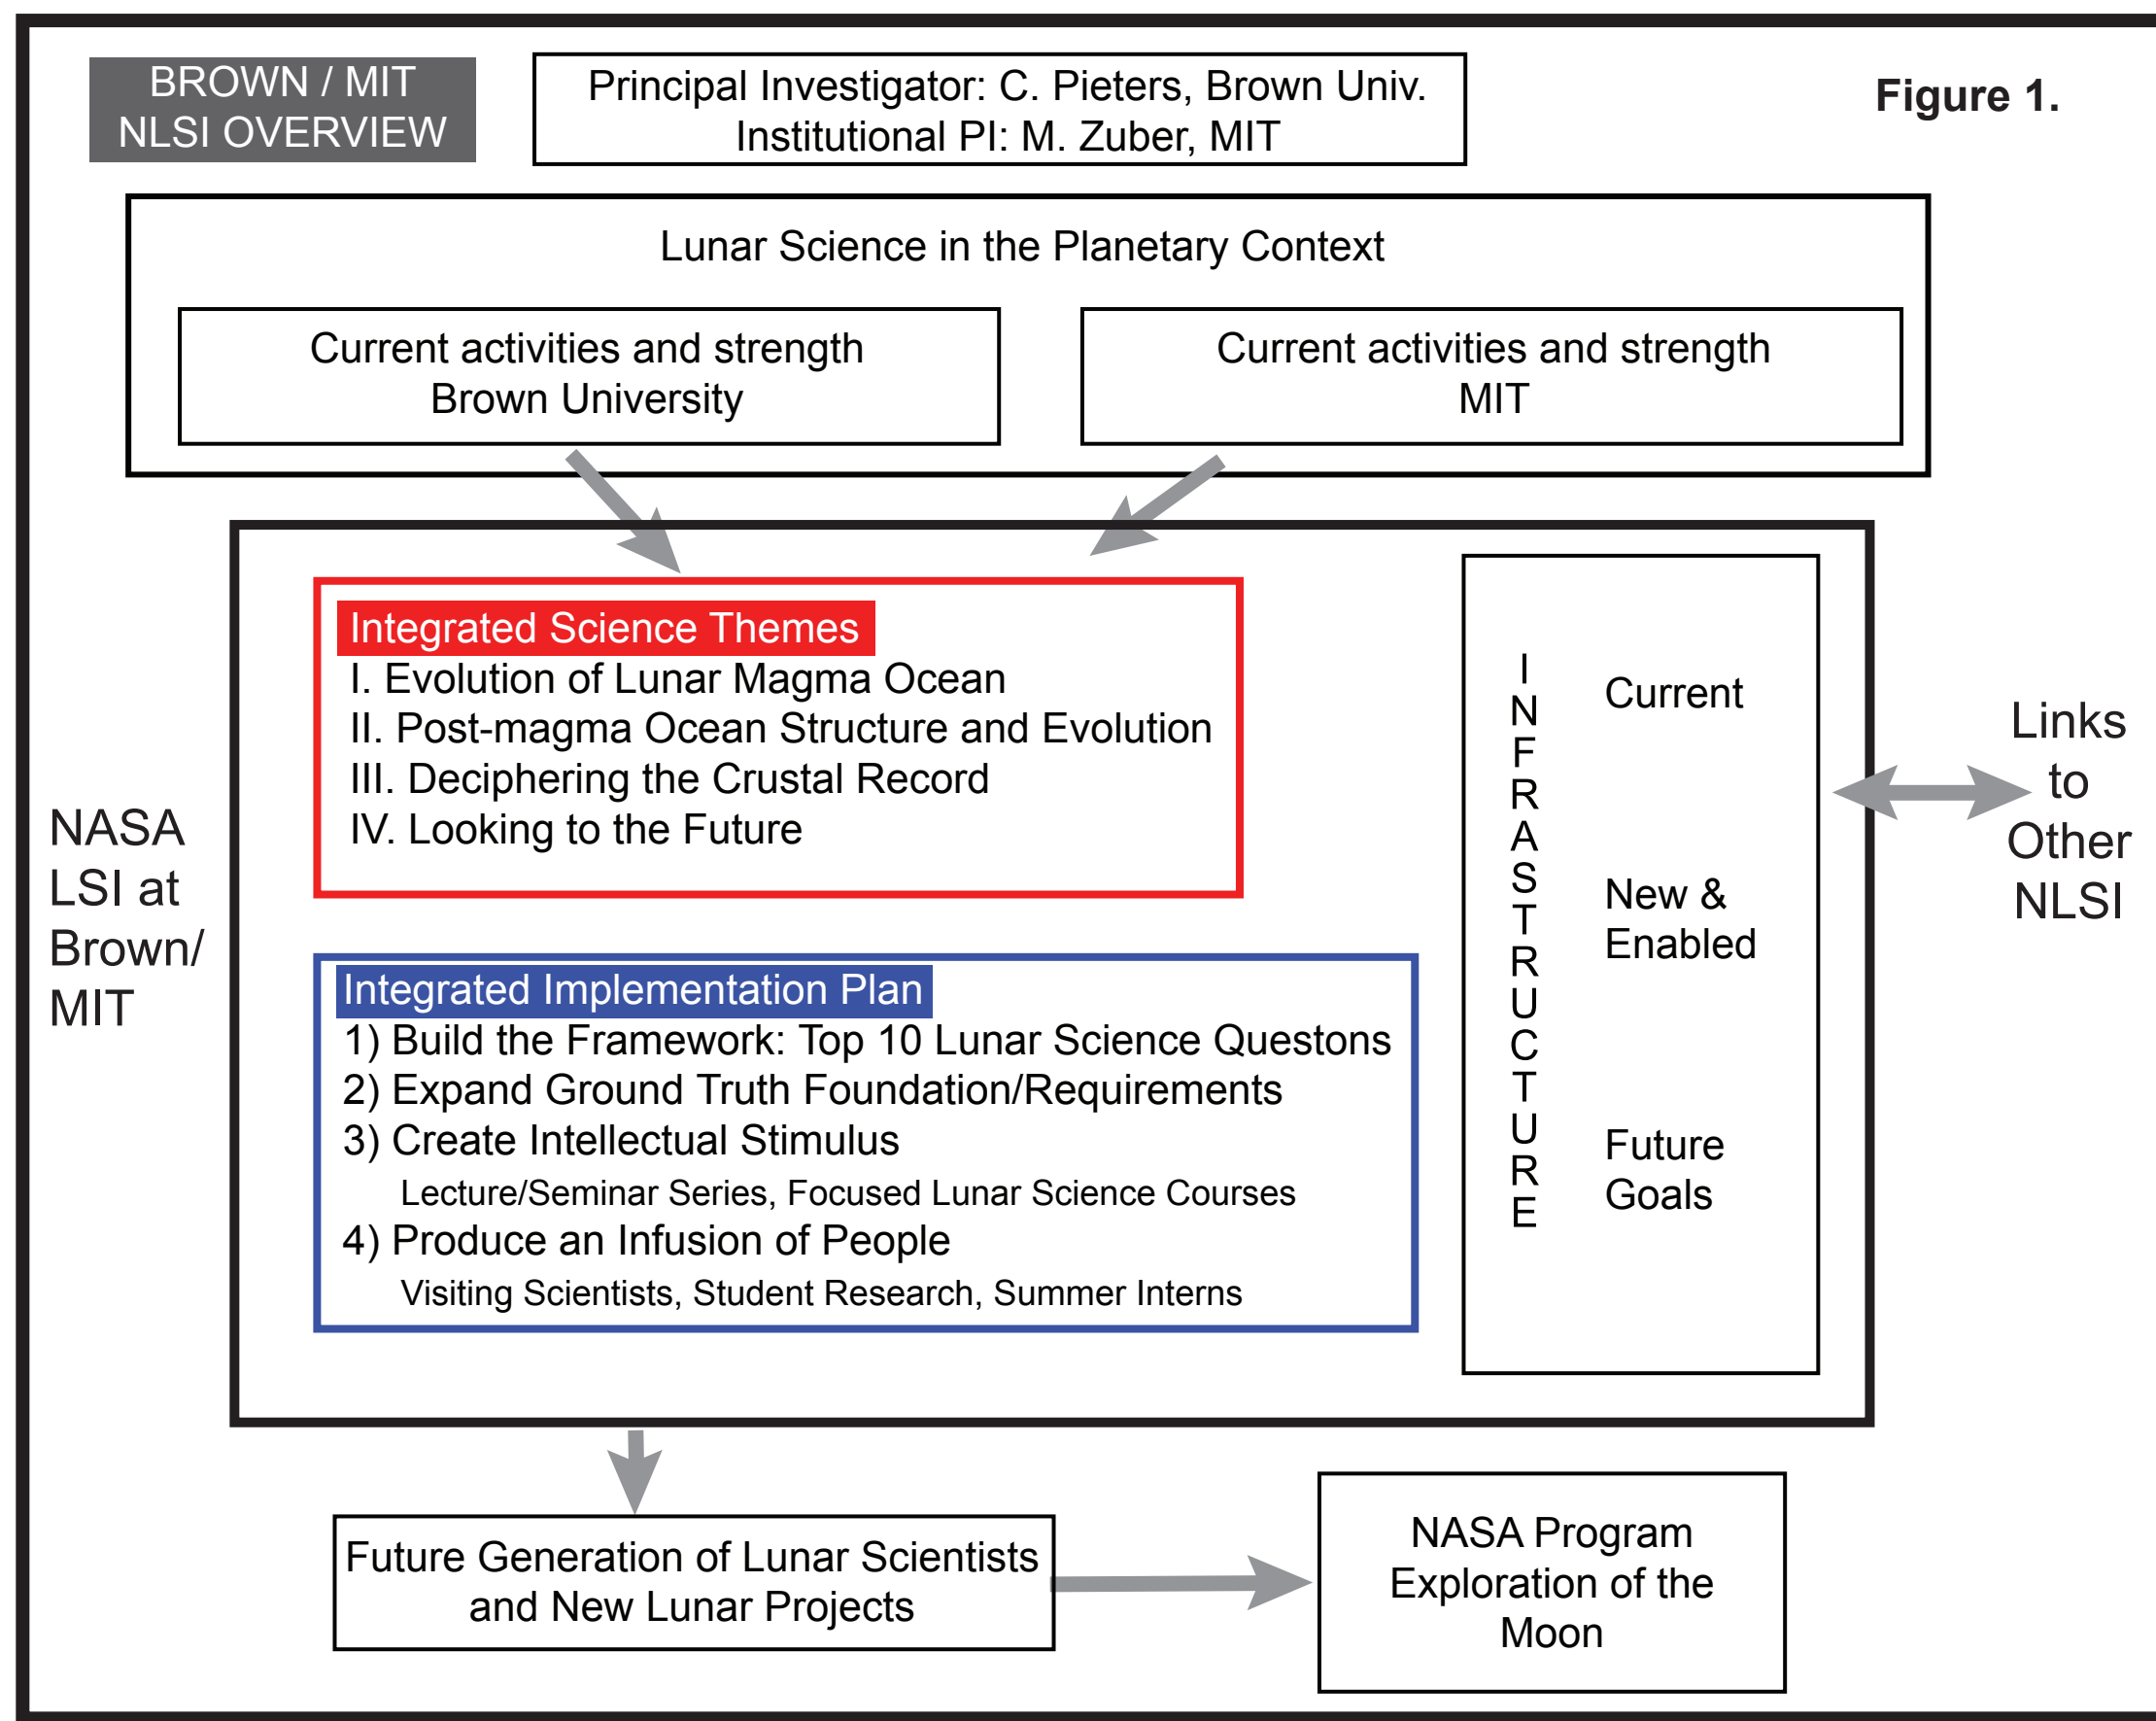 BROWN / MIT
NLSI OVERVIEW
Principal Investigator: C. Pieters, Brown Univ.
Institutional PI: M. Zuber, MIT
Figure 1.
Lunar Science in the Planetary Context
Current activities and strength
Brown University
Current activities and strength
MIT
NASA
LSI at
Brown/
MIT
Integrated Science Themes
I. Evolution of Lunar Magma Ocean
II. Post-magma Ocean Structure and Evolution
III. Deciphering the Crustal Record
IV. Looking to the Future
Integrated Implementation Plan
1) Build the Framework: Top 10 Lunar Science Questons
2) Expand Ground Truth Foundation/Requirements
3) Create Intellectual Stimulus
Lecture/Seminar Series, Focused Lunar Science Courses
4) Produce an Infusion of People
Visiting Scientists, Student Research, Summer Interns
INFRASTRUCTURE
Current
New &
Enabled
Future
Goals
Links
to
Other
NLSI
Future Generation of Lunar Scientists
and New Lunar Projects
NASA Program
Exploration of the
Moon